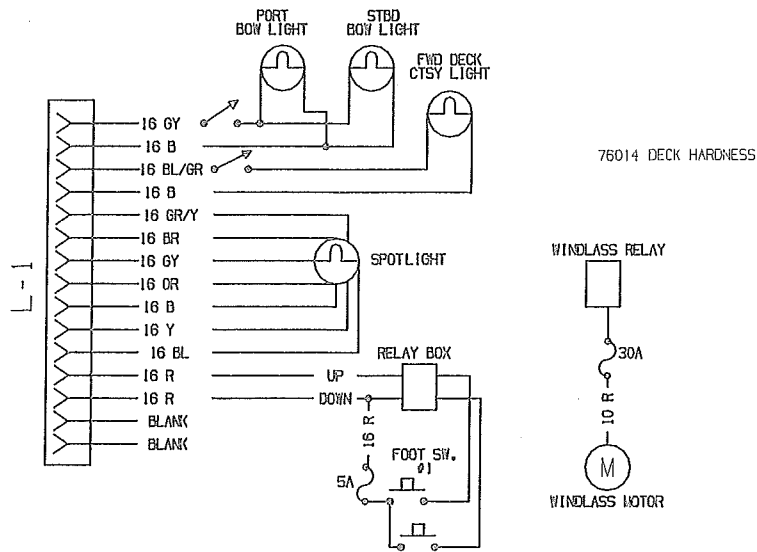 PORT
BOW LIGHT
STBD
BOW LIGHT
FWD DECK
CTSY LIGHT
76014 DECK HARDNESS
L-1
16 GY
16 B
16 BL/GR
16 B
16 GR/Y
16 BR
16 GY
16 OR
16 B
16 Y
16 BL
16 R
16 R
BLANK
BLANK
SPOTLIGHT
RELAY BOX
UP
DOWN
16 R
5A
FOOT SW.
WINDLASS RELAY
30A
10 R
M
WINDLASS MOTOR